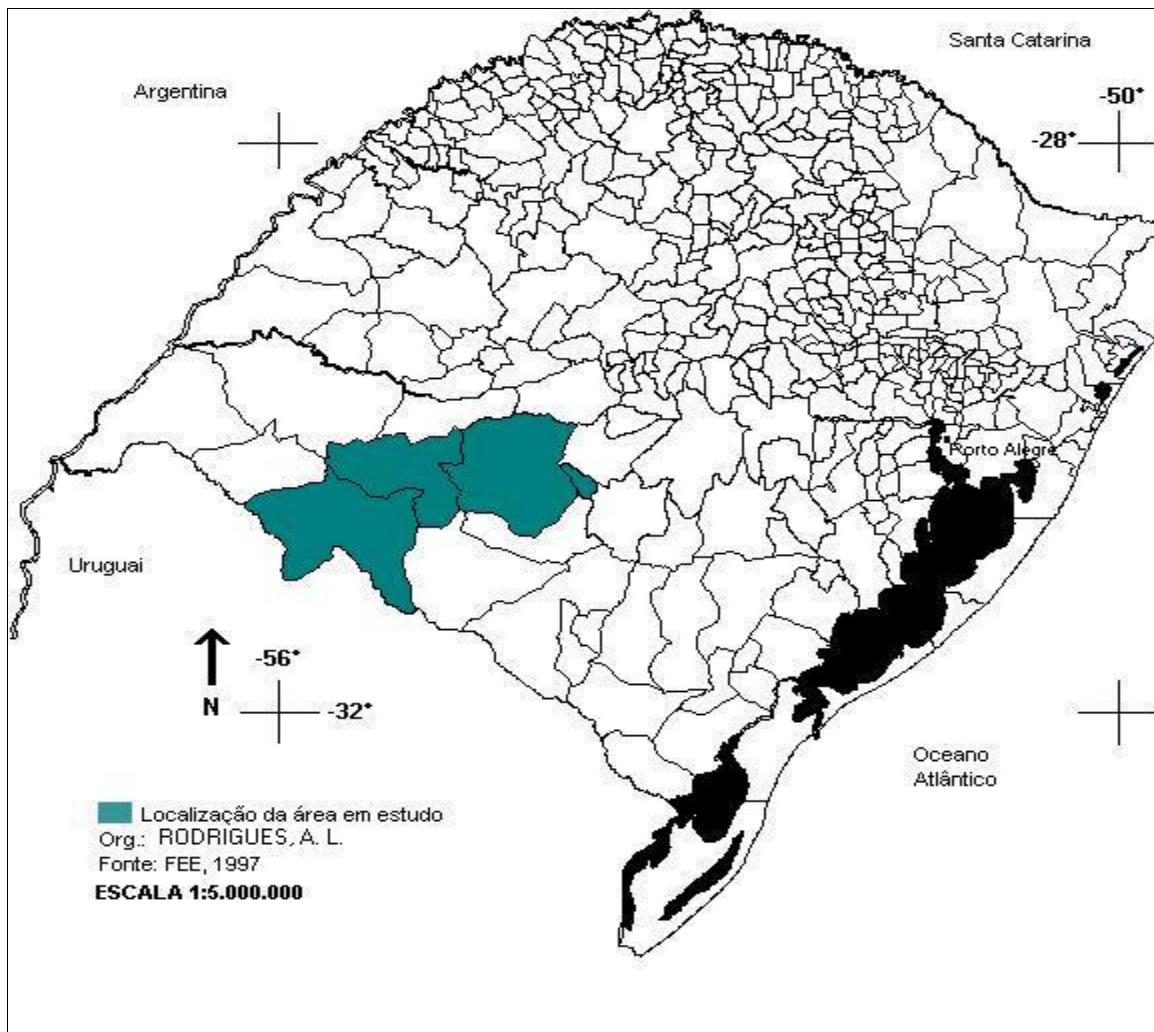 Santa Catarina
Argentina
-50°
-28°
Porto Alegre
Uruguai
-56°
N
-32°
Oceano
Atlântico
Localização da área em estudo
Org.: RODRIGUES, A. L.
Fonte: FEE, 1997
ESCALA 1:5.000.000